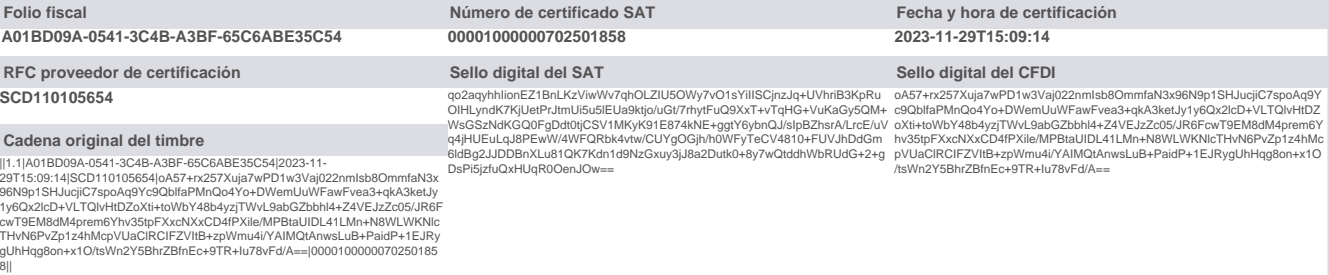 Folio fiscal
A01BD09A-0541-3C4B-A3BF-65C6ABE35C54
Número de certificado SAT
00001000000702501858
Fecha y hora de certificación
2023-11-29T15:09:14
RFC proveedor de certificación
SCD110105654
Sello digital del SAT
qo2aqyhhIionEZ1BnLKzViwWv7qhOLZIU5OWy7vO1sYiIISCjnzJq+UVhriB3KpRu
OIHLyndK7KjUetPrJtmUi5u5lEUa9ktjo/uGt/7rhytFuQ9XxT+vTqHG+VuKaGy5QM+
WsGSzNdKGQ0FgDdt0tjCSV1MKyK91E874kNE+ggtY6ybnQJ/sIpBZhsrA/LrcE/uV
q4jHUEuLqJ8PEwW/4WFQRbk4vtw/CUYgOGjh/h0WFyTeCV4810+FUVJhDdGm
6ldBg2JJDDBnXLu81QK7Kdn1d9NzGxuy3jJ8a2Dutk0+8y7wQtddhWbRUdG+2+g
DsPi5jzfuQxHUqR0OenJOw==
Sello digital del CFDI
oA57+rx257Xuja7wPD1w3Vaj022nmIsb8OmmfaN3x96N9p1SHJucjiC7spoAq9Y
c9QblfaPMnQo4Yo+DWemUuWFawFvea3+qkA3ketJy1y6Qx2lcD+VLTQlvHtDZ
oXti+toWbY48b4yzjTWvL9abGZbbhl4+Z4VEJzZc05/JR6FcwT9EM8dM4prem6Y
hv35tpFXxcNXxCD4fPXile/MPBtaUIDL41LMn+N8WLWKNlcTHvN6PvZp1z4hMc
pVUaClRCIFZVItB+zpWmu4i/YAIMQtAnwsLuB+PaidP+1EJRygUhHqg8on+x1O
/tsWn2Y5BhrZBfnEc+9TR+Iu78vFd/A==
Cadena original del timbre
||1.1|A01BD09A-0541-3C4B-A3BF-65C6ABE35C54|2023-11-
29T15:09:14|SCD110105654|oA57+rx257Xuja7wPD1w3Vaj022nmIsb8OmmfaN3x
96N9p1SHJucjiC7spoAq9Yc9QblfaPMnQo4Yo+DWemUuWFawFvea3+qkA3ketJy
1y6Qx2lcD+VLTQlvHtDZoXti+toWbY48b4yzjTWvL9abGZbbhl4+Z4VEJzZc05/JR6F
cwT9EM8dM4prem6Yhv35tpFXxcNXxCD4fPXile/MPBtaUIDL41LMn+N8WLWKNlc
THvN6PvZp1z4hMcpVUaClRCIFZVItB+zpWmu4i/YAIMQtAnwsLuB+PaidP+1EJRy
gUhHqg8on+x1O/tsWn2Y5BhrZBfnEc+9TR+Iu78vFd/A==|0000100000070250185
8||